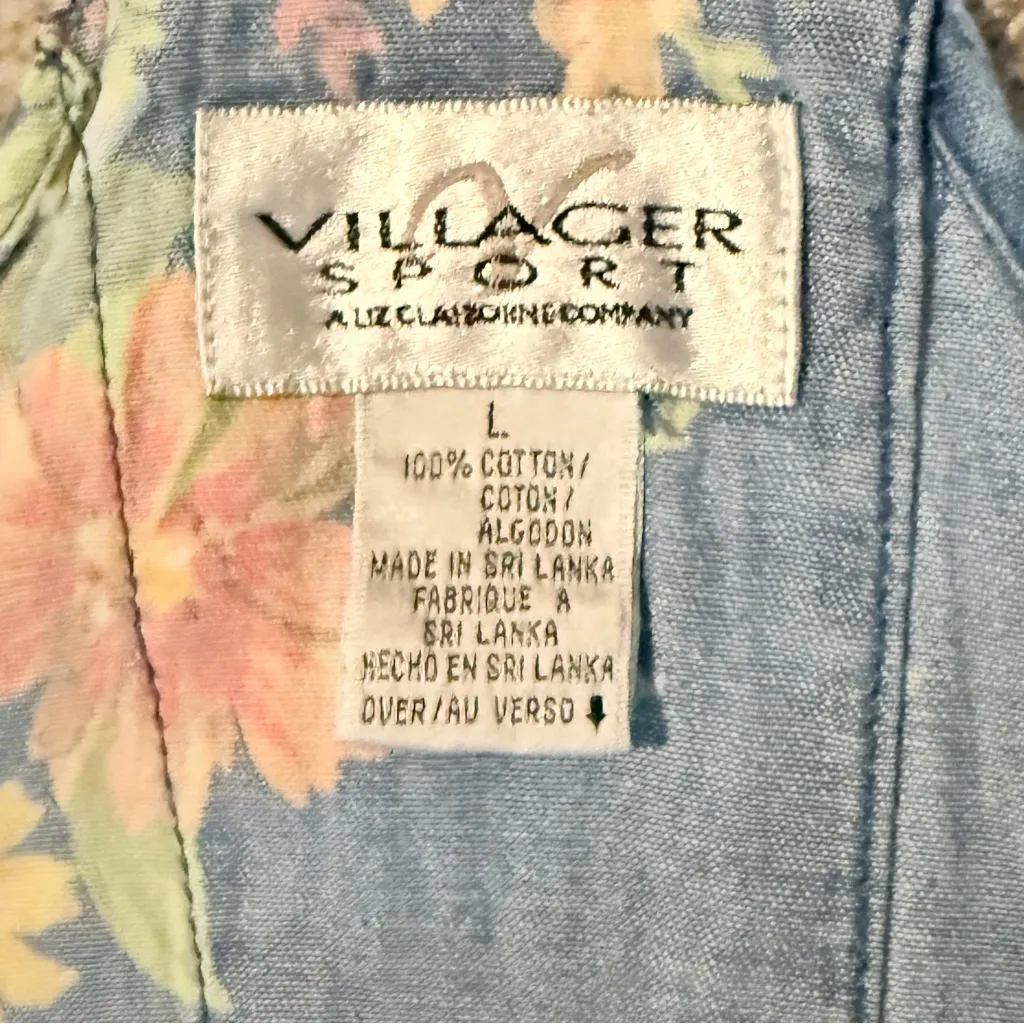 VILLAGER
SPORT
A LIZ CLAIBORNE COMPANY
L
100% COTTON/
COTON/
ALGODON
MADE IN SRI LANKA
FABRIQUE A
SRI LANKA
HECHO EN SRI LANKA
OVER/AU VERSO